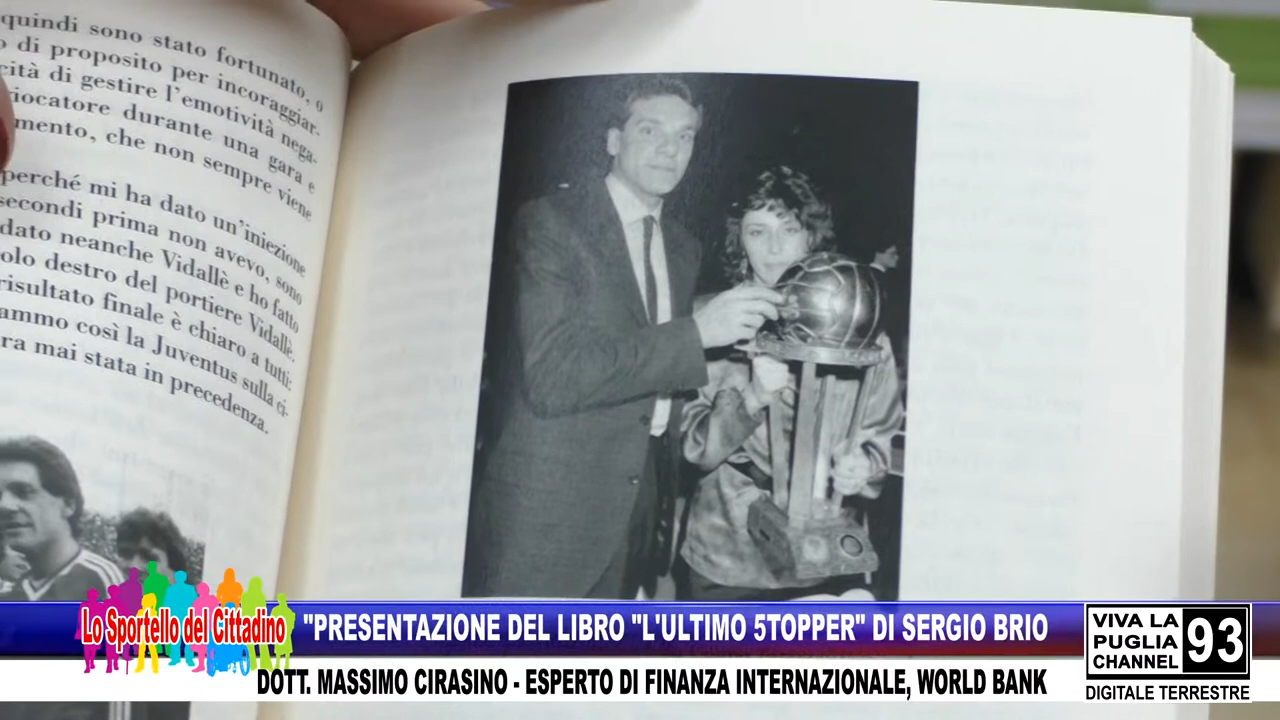 quindi sono stato fortunato, o
di proposito per incoraggiar-
cità di gestire l'emotività nega-
giocatore durante una gara e
mento, che non sempre viene
perché mi ha dato un'iniezione
secondi prima non avevo, sono
dato neanche Vidallè e ho fatto
olo destro del portiere Vidallè.
risultato finale è chiaro a tutti:
ammo così la Juventus sulla ci-
ra mai stata in precedenza.
Lo Sportello del Cittadino
"PRESENTAZIONE DEL LIBRO "L'ULTIMO 5TOPPER" DI SERGIO BRIO
DOTT. MASSIMO CIRASINO - ESPERTO DI FINANZA INTERNAZIONALE, WORLD BANK
VIVA LA
PUGLIA
CHANNEL
93
DIGITALE TERRESTRE